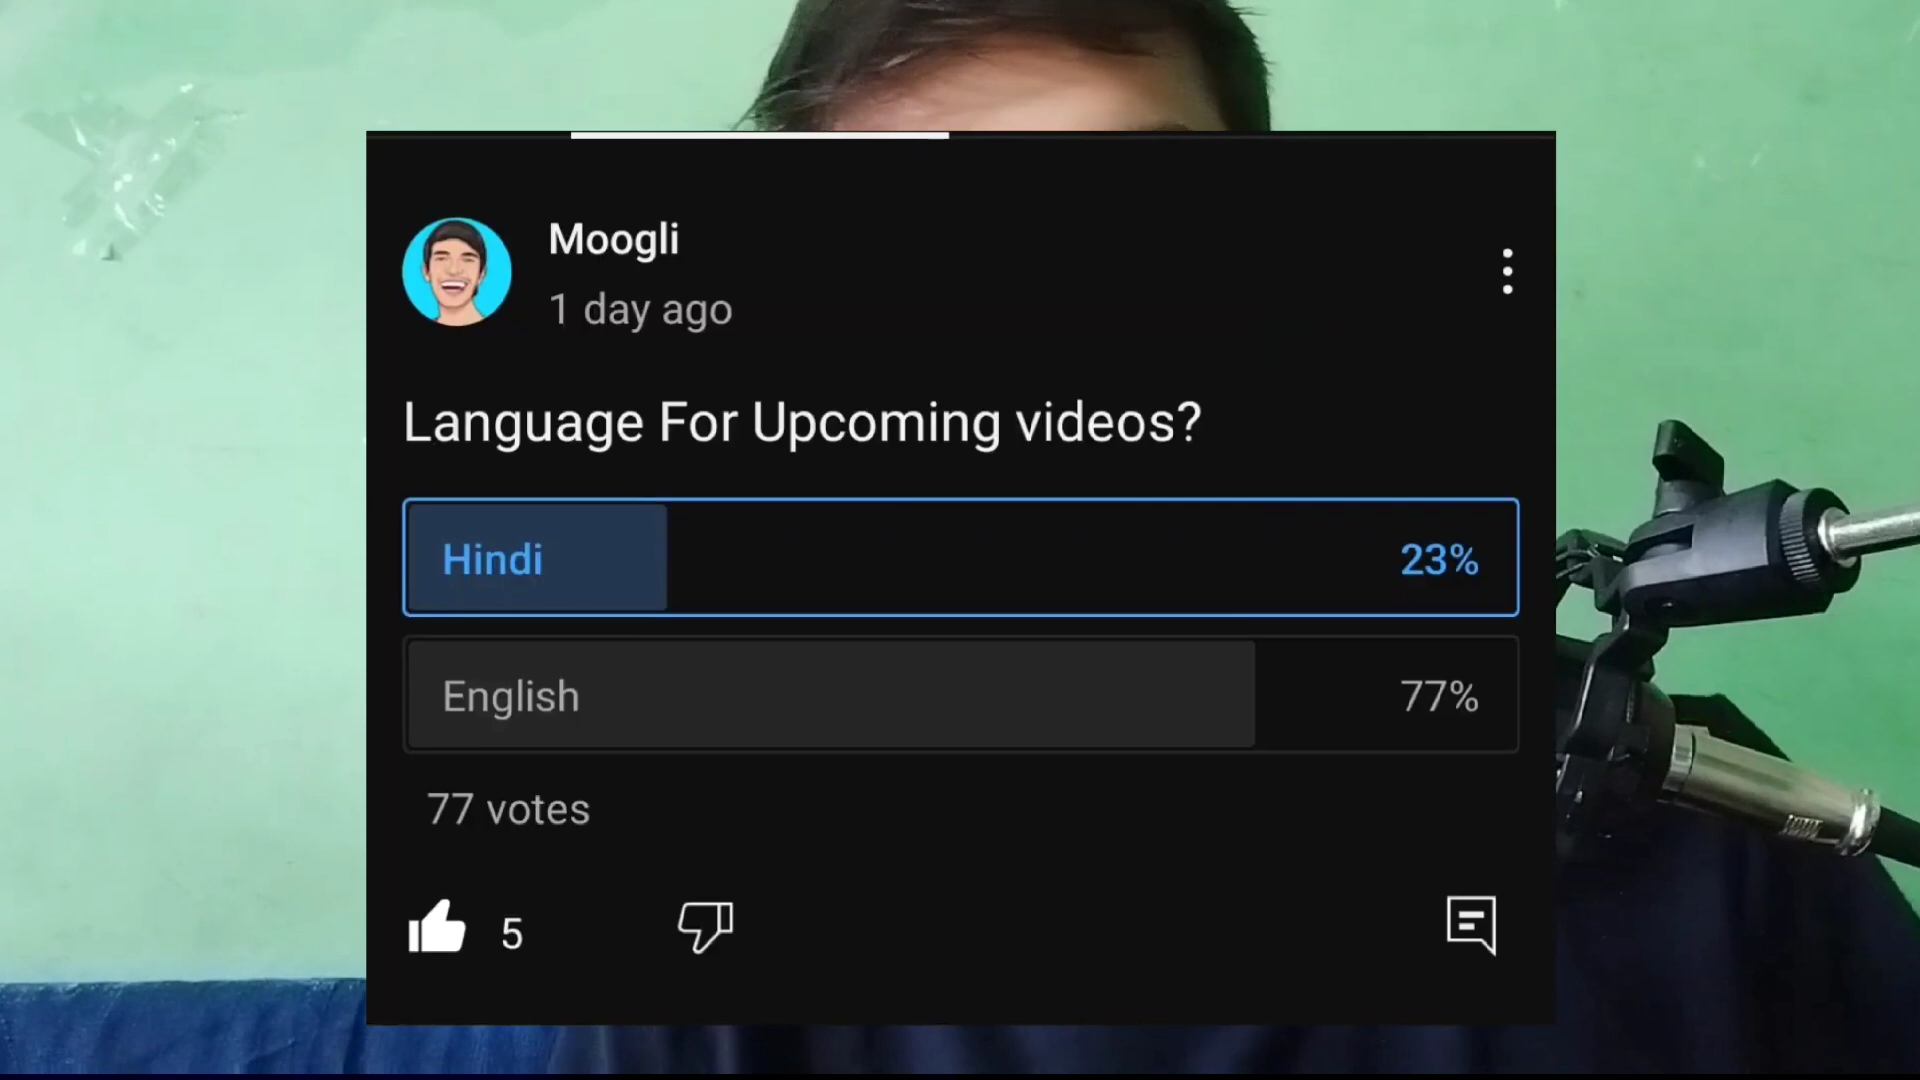 Moogli
1 day ago
Language For Upcoming videos?
Hindi 23%
English 77%
77 votes
5